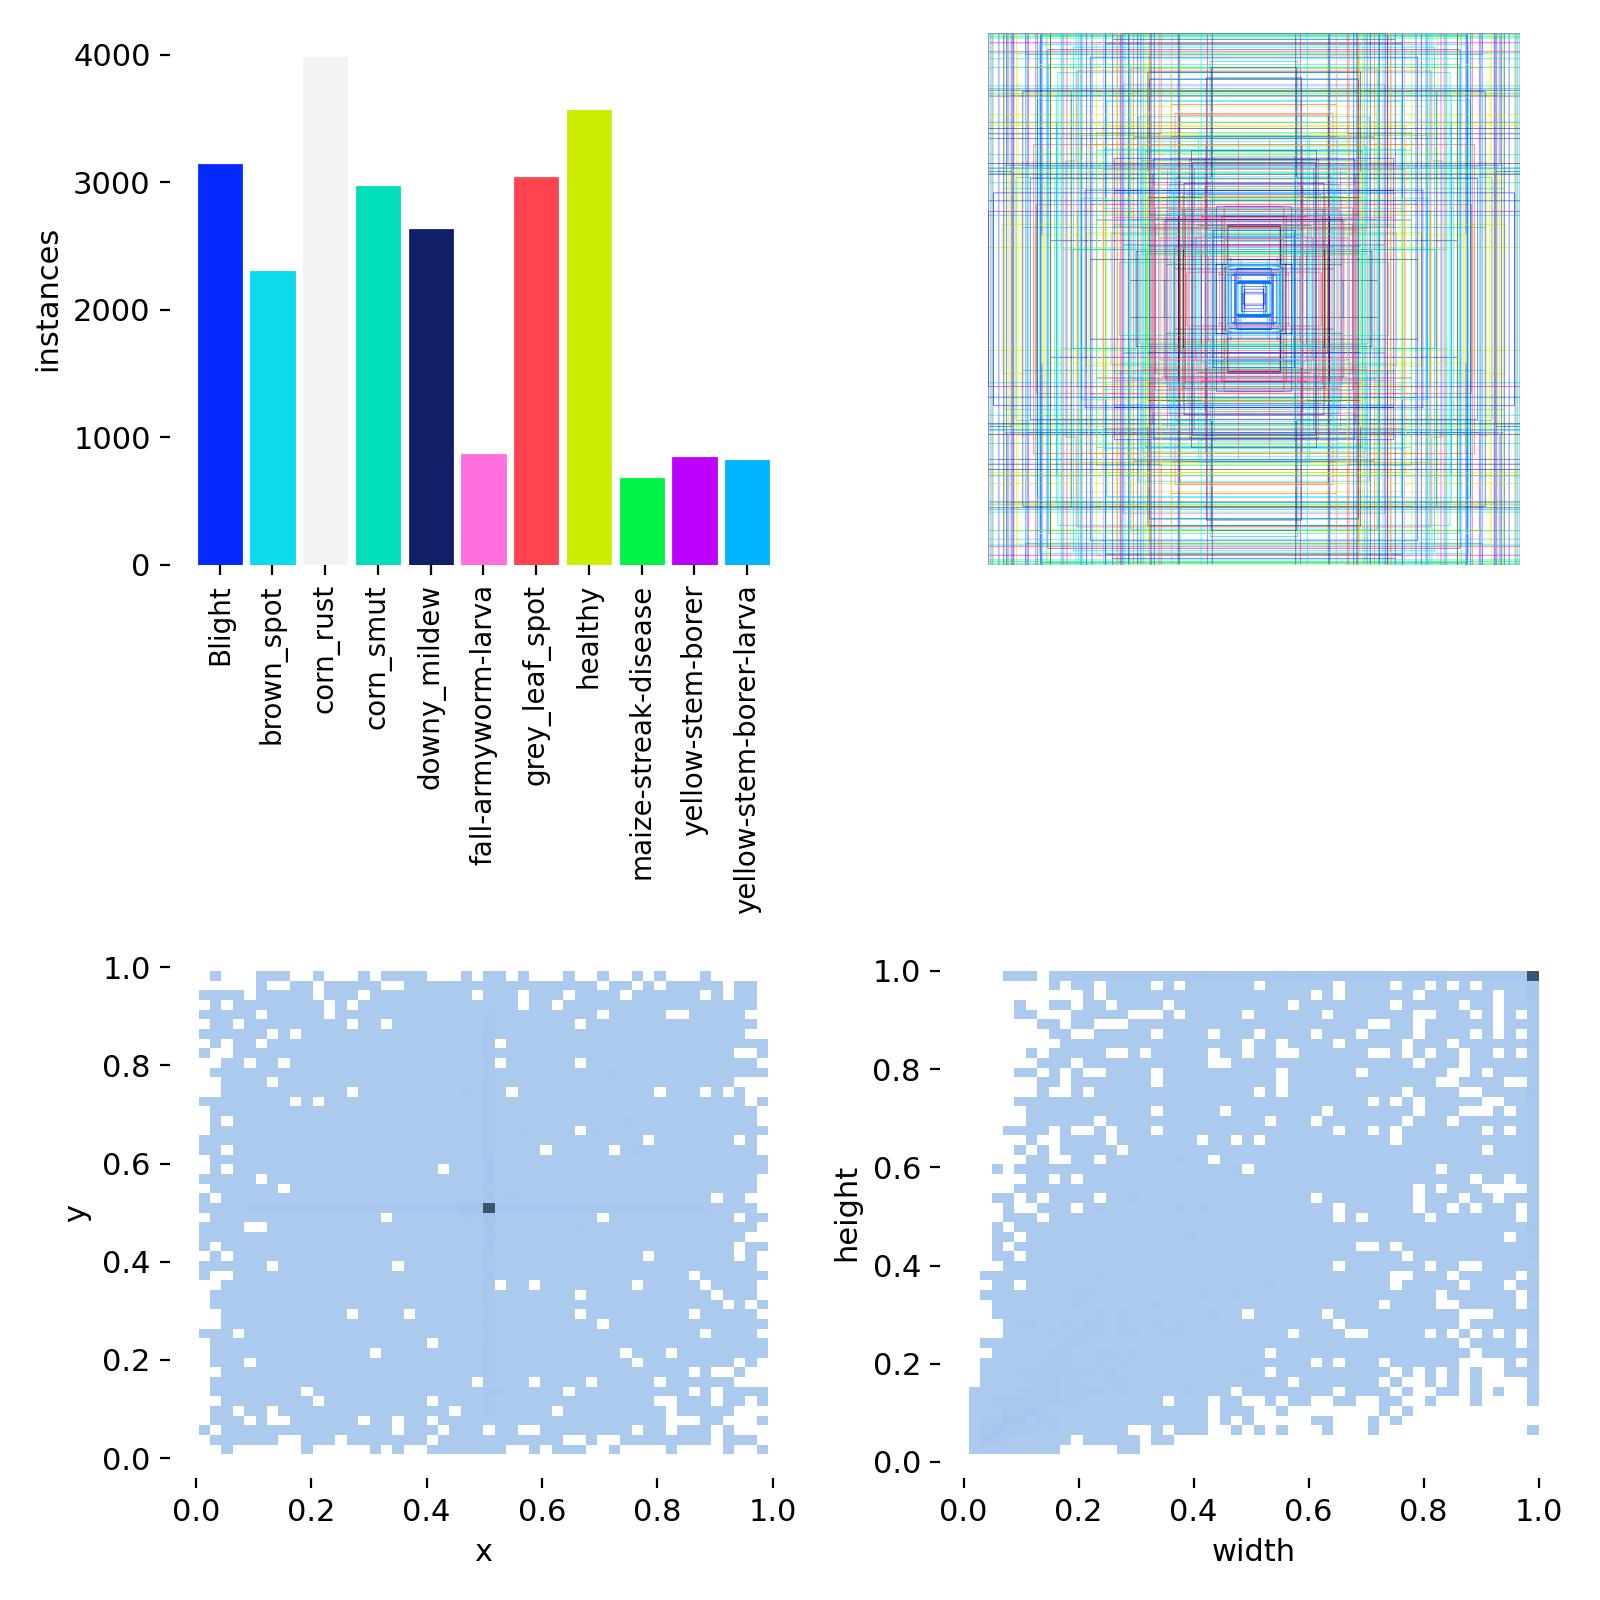 instances
4000
3000
2000
1000
0
Blight
brown_spot
corn_rust
corn_smut
downy_mildew
fall-armyworm-larva
grey_leaf_spot
healthy
maize-streak-disease
yellow-stem-borer
yellow-stem-borer-larva
y
1.0
0.8
0.6
0.4
0.2
0.0
0.0 0.2 0.4 0.6 0.8 1.0
x
height
1.0
0.8
0.6
0.4
0.2
0.0
0.0 0.2 0.4 0.6 0.8 1.0
width